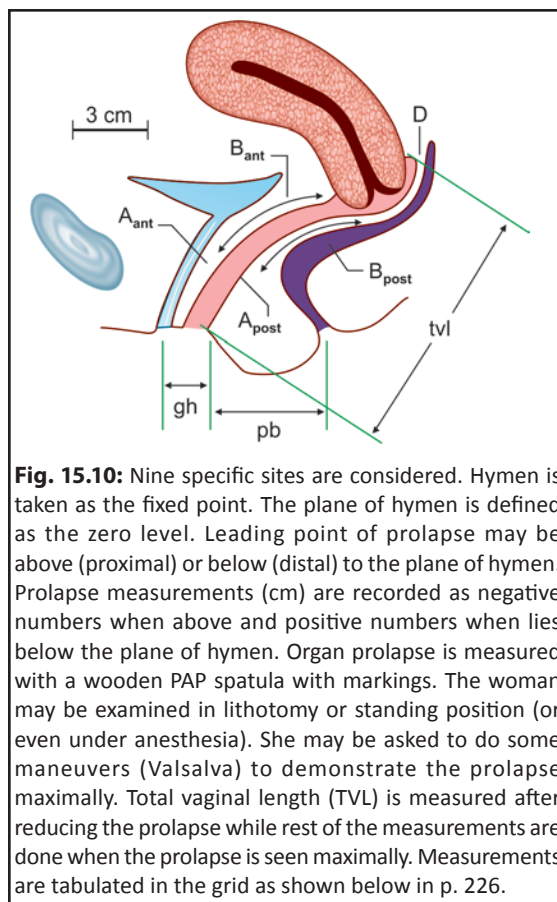 3 cm
D
B ant
A ant
B post
A post
tvl
gh
pb
Fig. 15.10: Nine specific sites are considered. Hymen is
taken as the fixed point. The plane of hymen is defined
as the zero level. Leading point of prolapse may be
above (proximal) or below (distal) to the plane of hymen.
Prolapse measurements (cm) are recorded as negative
numbers when above and positive numbers when lies
below the plane of hymen. Organ prolapse is measured
with a wooden PAP spatula with markings. The woman
may be examined in lithotomy or standing position (or
even under anesthesia). She may be asked to do some
maneuvers (Valsalva) to demonstrate the prolapse
maximally. Total vaginal length (TVL) is measured after
reducing the prolapse while rest of the measurements are
done when the prolapse is seen maximally. Measurements
are tabulated in the grid as shown below in p. 226.